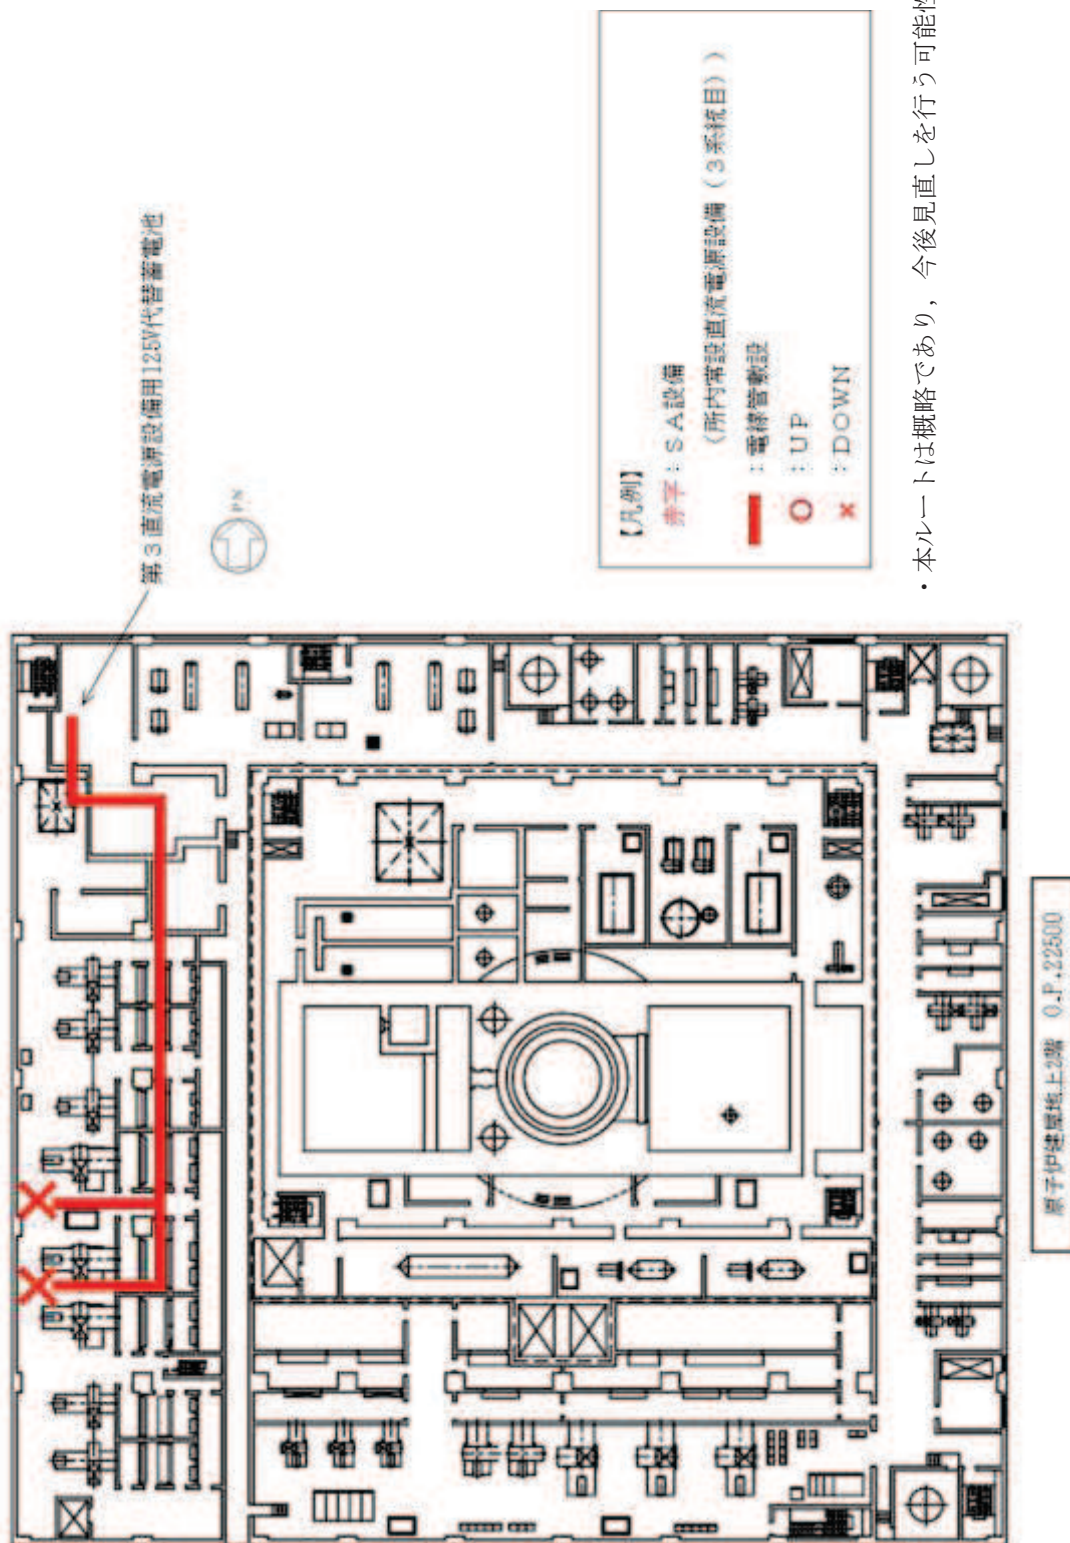 第3直流電源設備用125V代替蓄電池
PN
【凡例】
赤字：SA設備
（所内常設直流電源設備（3系統目））
：電線管敷設
：UP
：DOWN
・本ルートは概略であり，今後見直しを行う可能性
原子炉建屋地上2階 O.P.22500